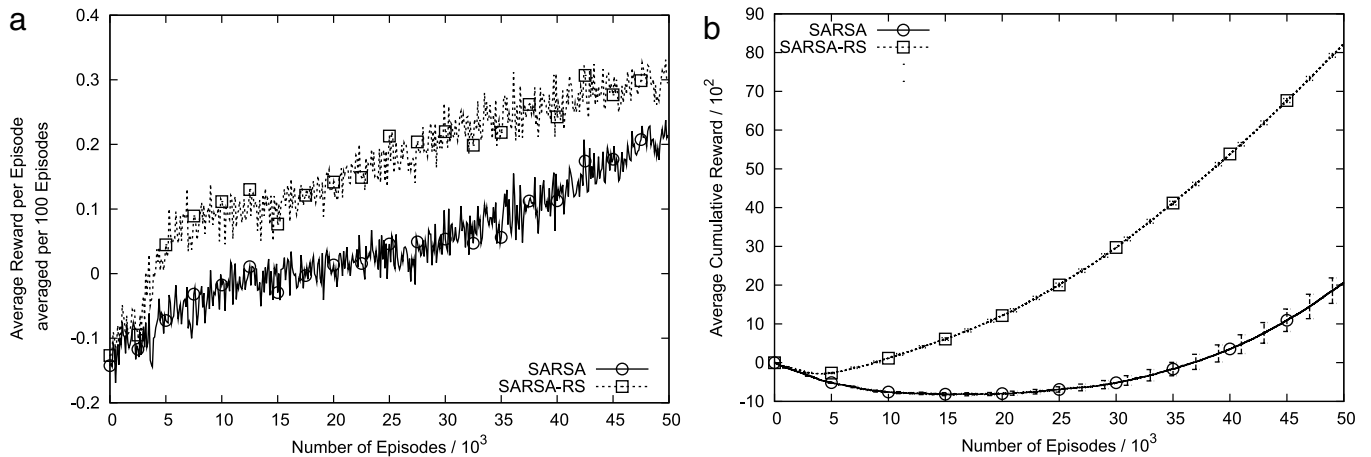 a
Average Reward per Episode
averaged per 100 Episodes
0.4
0.3
0.2
0.1
0
-0.1
-0.2
SARSA
SARSA-RS
0 5 10 15 20 25 30 35 40 45 50
Number of Episodes / 10³
b
Average Cumulative Reward / 10²
90
80
70
60
50
40
30
20
10
0
-10
SARSA
SARSA-RS
0 5 10 15 20 25 30 35 40 45 50
Number of Episodes / 10³